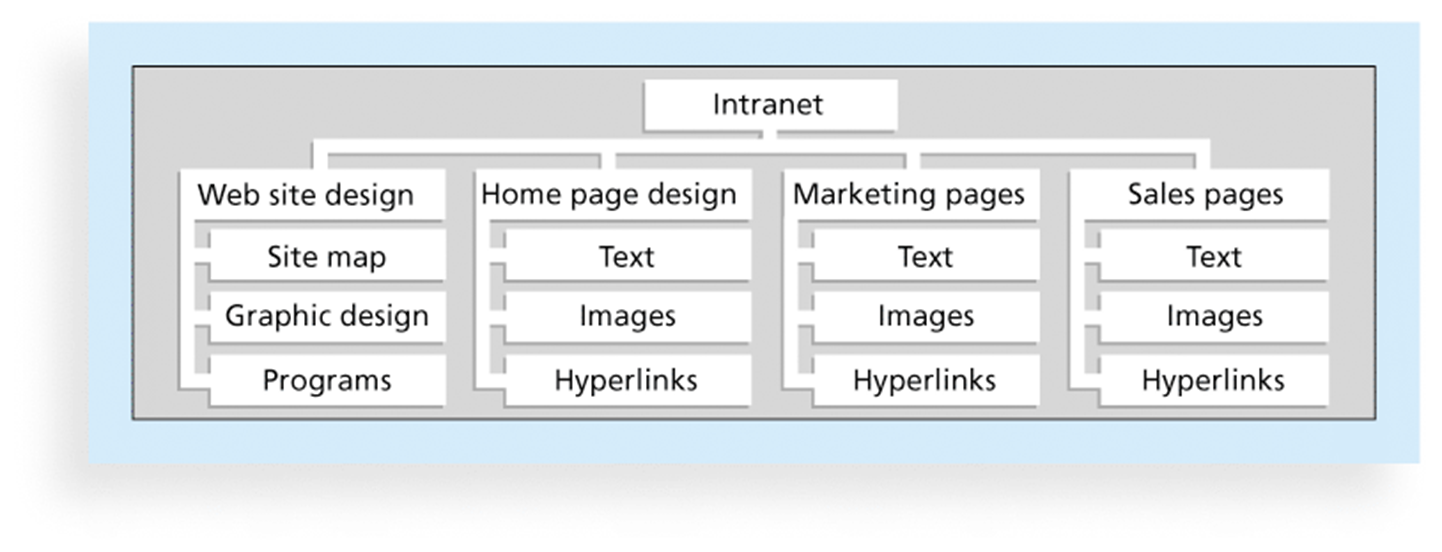 Intranet
Web site design
Site map
Graphic design
Programs
Home page design
Text
Images
Hyperlinks
Marketing pages
Text
Images
Hyperlinks
Sales pages
Text
Images
Hyperlinks